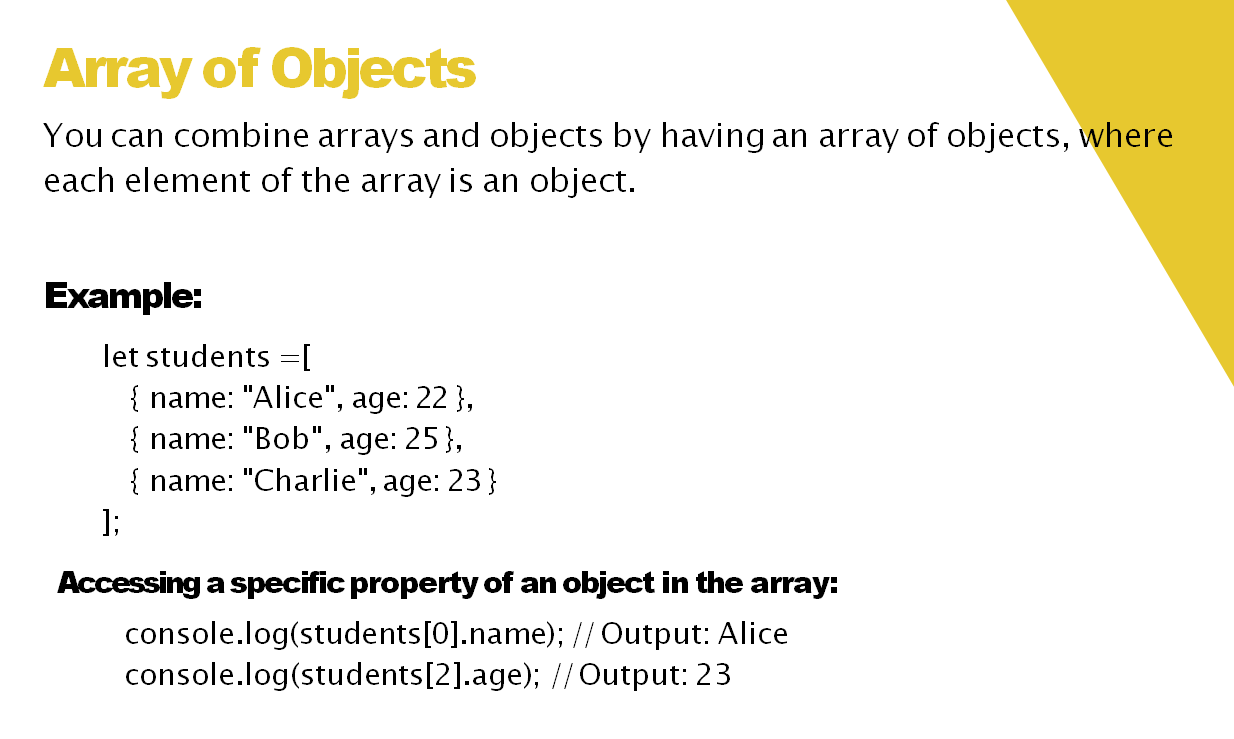 Array of Objects
You can combine arrays and objects by having an array of objects, where
each element of the array is an object.
Example:
let students =[
{ name: "Alice", age: 22 },
{ name: "Bob", age: 25 },
{ name: "Charlie", age: 23 }
];
Accessing a specific property of an object in the array:
console.log(students[0].name); // Output: Alice
console.log(students[2].age); // Output: 23